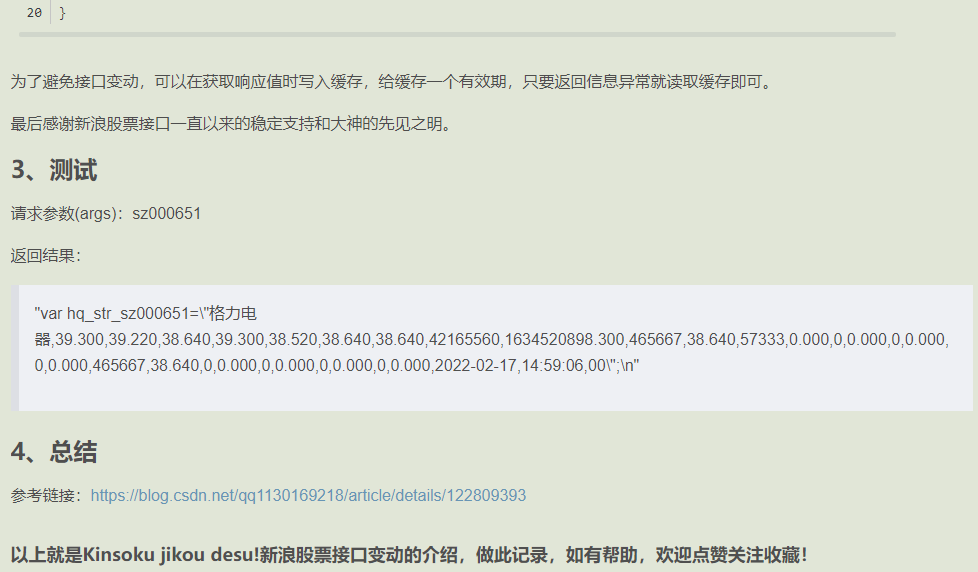 20 }
为了避免接口变动，可以在获取响应值时写入缓存，给缓存一个有效期，只要返回信息异常就读取缓存即可。
最后感谢新浪股票接口一直以来的稳定支持和大神的先见之明。
3、测试
请求参数(args)：sz000651
返回结果：
"var hq_str_sz000651=\"格力电
器,39.300,39.220,38.640,39.300,38.520,38.640,38.640,42165560,1634520898.300,465667,38.640,57333,0.000,0,0.000,0,0.000,
0,0.000,465667,38.640,0,0.000,0,0.000,0,0.000,0,0.000,2022-02-17,14:59:06,00\";\n"
4、总结
参考链接：https://blog.csdn.net/qq1130169218/article/details/122809393
以上就是Kinsoku jikou desu!新浪股票接口变动的介绍，做此记录，如有帮助，欢迎点赞关注收藏！